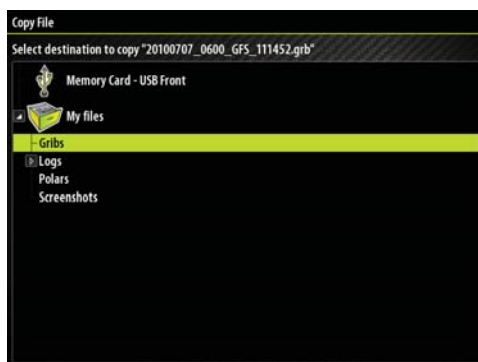 Copy File
Select destination to copy "20100707_0600_GFS_111452.grb"
Memory Card - USB Front
My files
Gribs
Logs
Polars
Screenshots